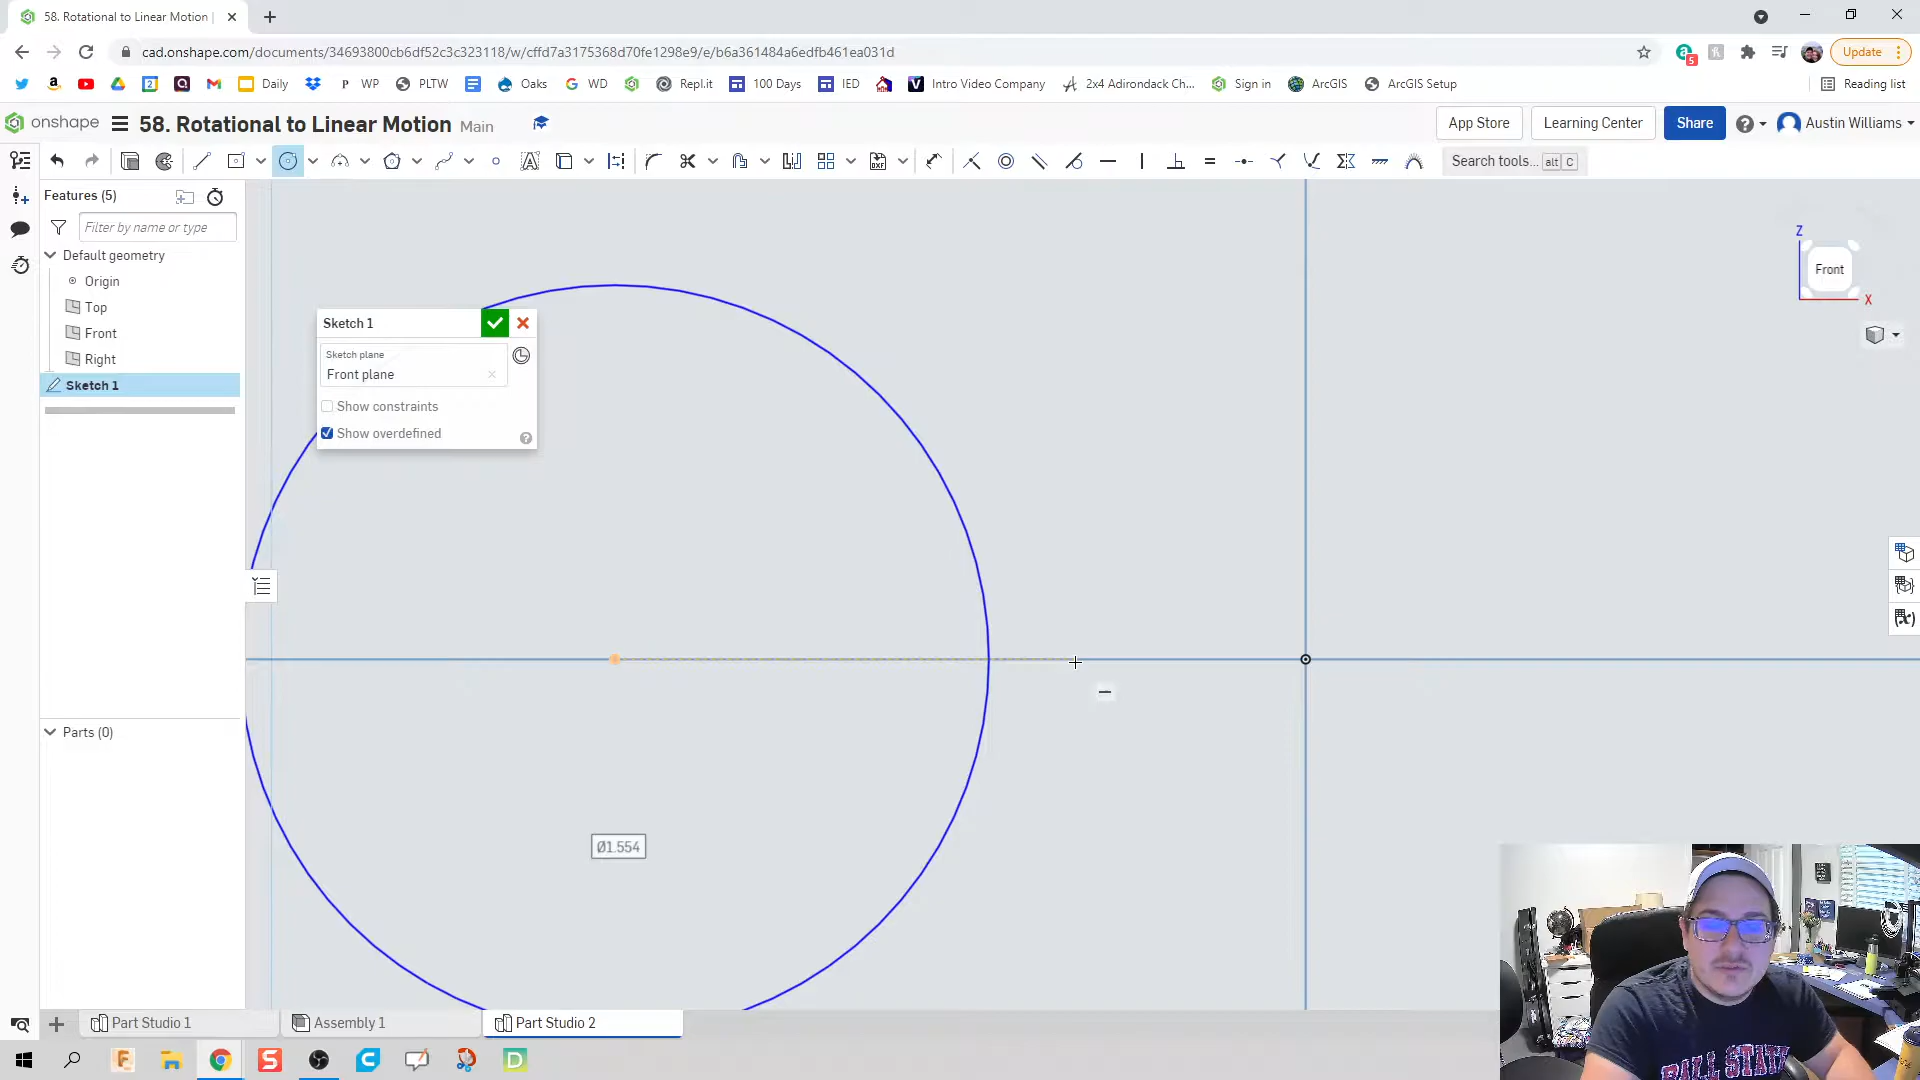 58. Rotational to Linear Motion |
cad.onshape.com/documents/34693800cb6df52c3c323118/w/cffd7a3175368d70fe1298e9/e/b6a361484a6edfb461ea031d
5
Update
Daily
WP
PLTW
Oaks
WD
Repl.it
100 Days
IED
Intro Video Company
2x4 Adirondack Ch...
Sign in
ArcGIS
ArcGIS Setup
Reading list
onshape
58. Rotational to Linear Motion Main
App Store
Learning Center
Share
Austin Williams
Search tools... alt C
Features (5)
Filter by name or type
Default geometry
Origin
Top
Front
Right
Sketch 1
Sketch 1
Sketch plane
Front plane
Show constraints
Show overdefined
Z
Front
X
Ø1.554
Parts (0)
Part Studio 1
Assembly 1
Part Studio 2
BALL STATE